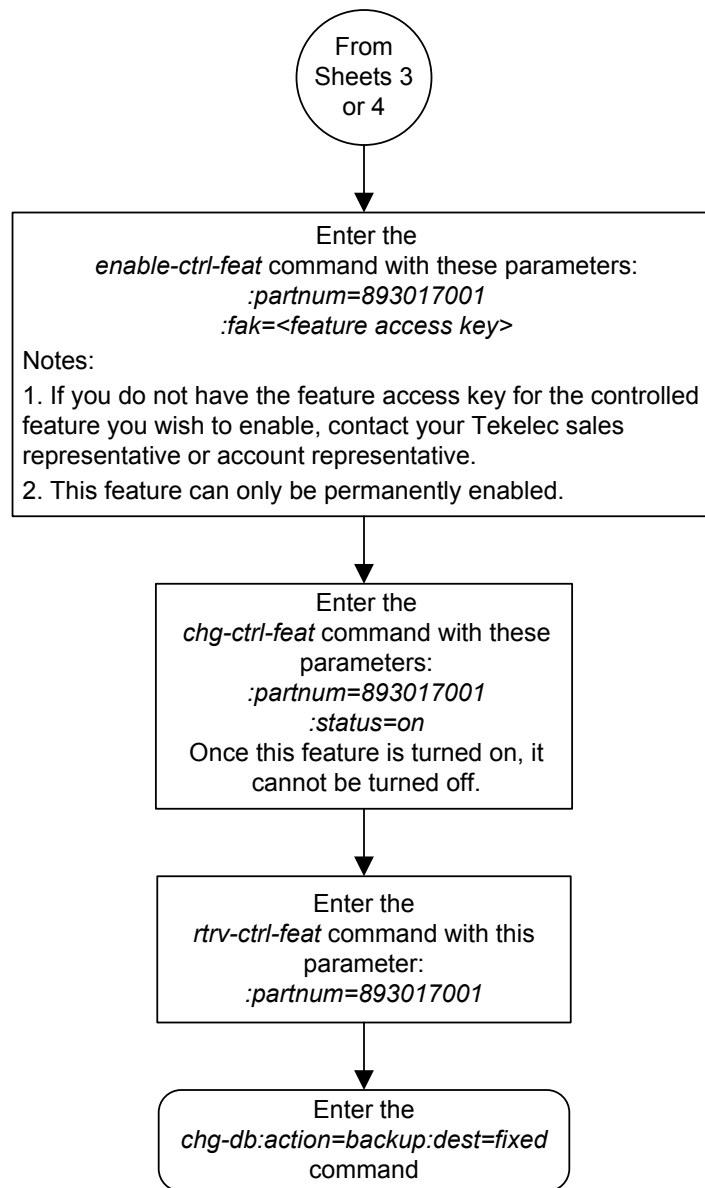 From
Sheets 3
or 4
Enter the
enable-ctrl-feat command with these parameters:
:partnum=893017001
:fak=<feature access key>
Notes:
1. If you do not have the feature access key for the controlled
feature you wish to enable, contact your Tekelec sales
representative or account representative.
2. This feature can only be permanently enabled.
Enter the
chg-ctrl-feat command with these
parameters:
:partnum=893017001
:status=on
Once this feature is turned on, it
cannot be turned off.
Enter the
rtrv-ctrl-feat command with this
parameter:
:partnum=893017001
Enter the
chg-db:action=backup:dest=fixed
command